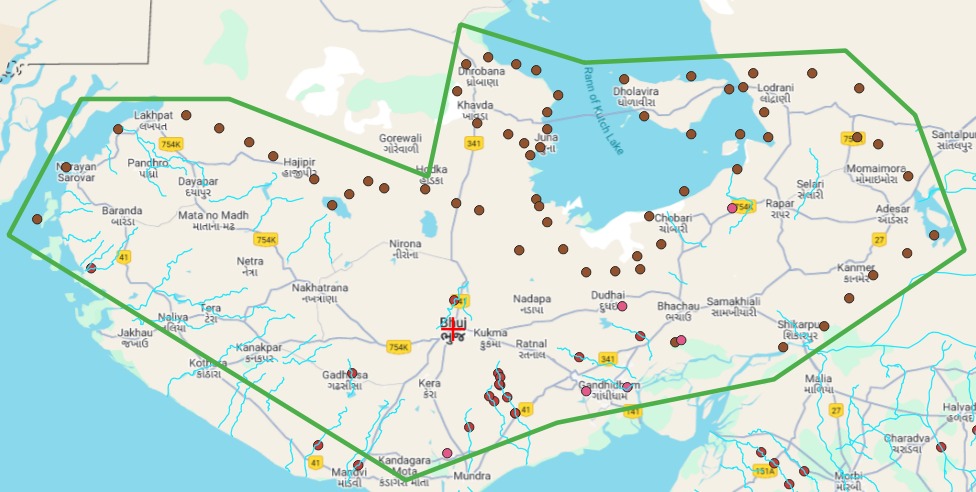 Dhrobana
ધ્રોબાણા
Dholavira
ધોળાવીરા
Lodrani
લોદ્રાણી
Rann of Kutch Lake
Khavda
ખાવડા
Lakhpat
લખપત
341
754K
Gorewali
ગોરેવાલી
Juna
જુના
Santalpur
સાંતલપુર
Hajipir
હાજીપીર
Hodka
હોડકા
Narayan
Sarovar
Pandhro
Dayapar
દયાપર
Momaimora
મોમાઈમોરા
Selari
સેલારી
Rapar
રાપર
754K
Baranda
બારંડા
Mata no Madh
માતાનો મઢ
Adesar
આડેસર
Chobari
ચોબારી
754K
Nirona
નીરોના
27
41
Netra
નેત્રા
Kanmer
કાનમેર
Nakhatrana
નખત્રાણા
Nadapa
નાડાપા
Dudhai
દુધઈ
Bhachau
ભચાઉ
Samakhiali
સામખીયાળી
Tera
તેરા
Naliya
નલિયા
Jakhau
જખૌ
Bhuj
ભુજ
Kukma
કુકમા
Ratnal
રતનાલ
Shikarpur
શિકારપુર
Kanakpar
કનકપર
754K
341
Kothara
કોઠારા
Gadhsisa
ગઢસીસા
Kera
કેરા
Gandhidham
ગાંધીધામ
Malia
માળિયા
41
141
27
Halvad
Charadva
ચરાડવા
41
Mandvi
માંડવી
Kandagara
Mota
કાંડાગરા મોટા
Mundra
151A
Morbi
મોરબી